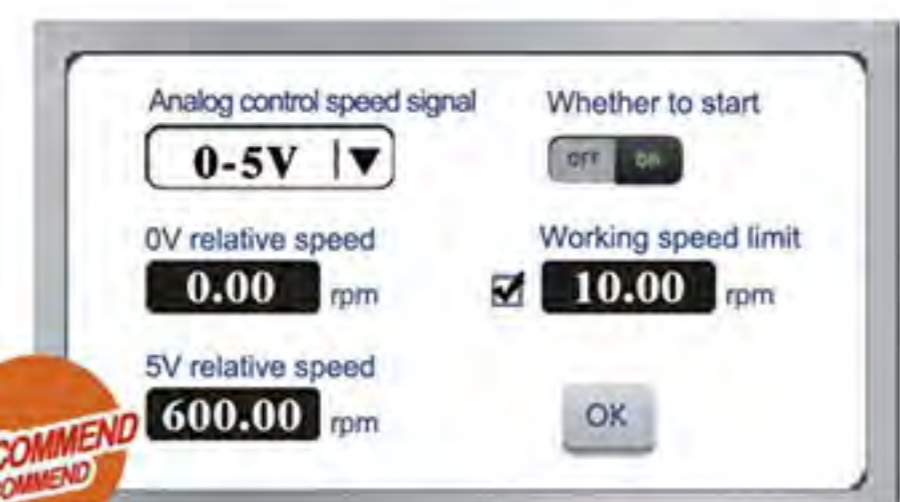 Analog control speed signal
Whether to start
0-5V
OFF ON
0V relative speed
Working speed limit
0.00 rpm
10.00 rpm
5V relative speed
600.00 rpm
OK
COMMEND
COMMEND